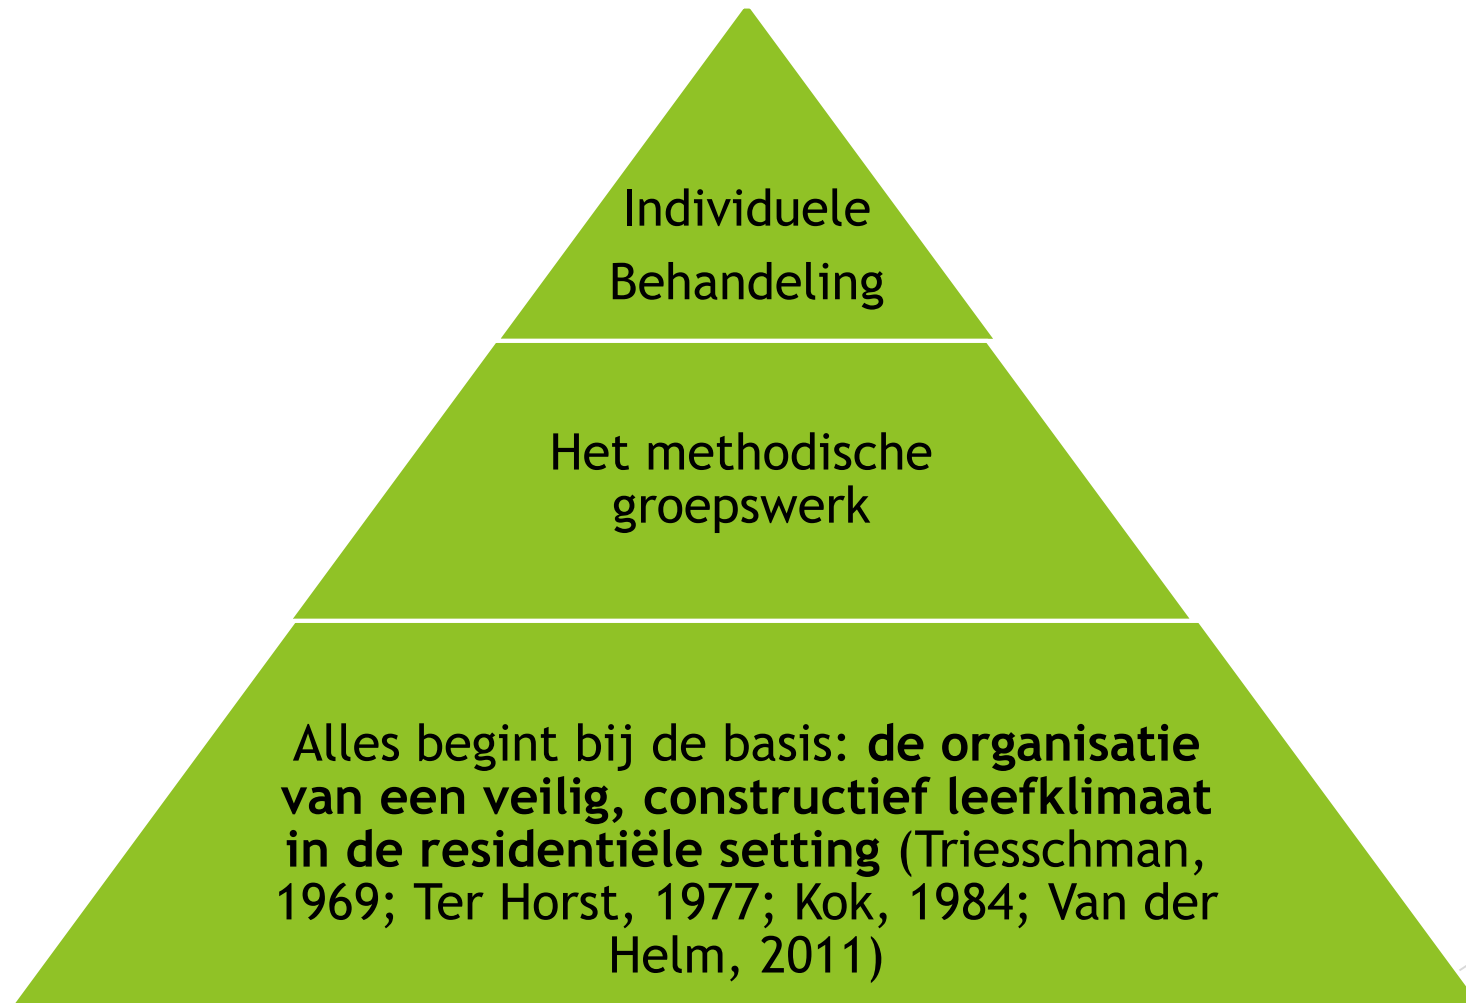 Individuele
Behandeling
Het methodische
groepswerk
Alles begint bij de basis: de organisatie
van een veilig, constructief leefklimaat
in de residentiële setting (Triesschman,
1969; Ter Horst, 1977; Kok, 1984; Van der
Helm, 2011)